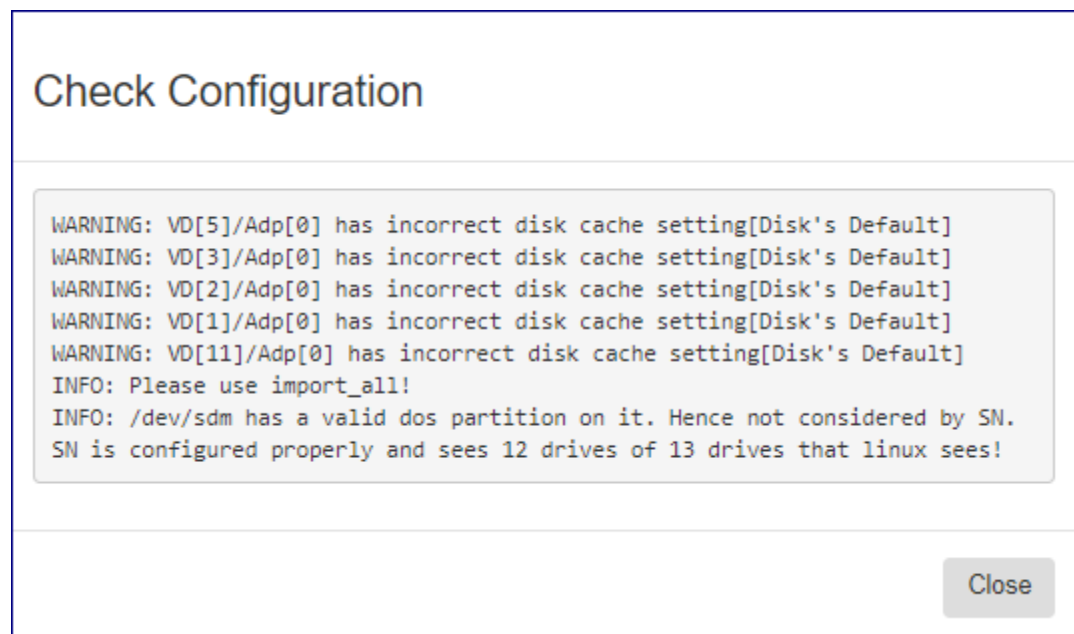 Check Configuration
WARNING: VD[5]/Adp[0] has incorrect disk cache setting[Disk's Default]
WARNING: VD[3]/Adp[0] has incorrect disk cache setting[Disk's Default]
WARNING: VD[2]/Adp[0] has incorrect disk cache setting[Disk's Default]
WARNING: VD[1]/Adp[0] has incorrect disk cache setting[Disk's Default]
WARNING: VD[11]/Adp[0] has incorrect disk cache setting[Disk's Default]
INFO: Please use import_all!
INFO: /dev/sdm has a valid dos partition on it. Hence not considered by SN.
SN is configured properly and sees 12 drives of 13 drives that linux sees!
Close